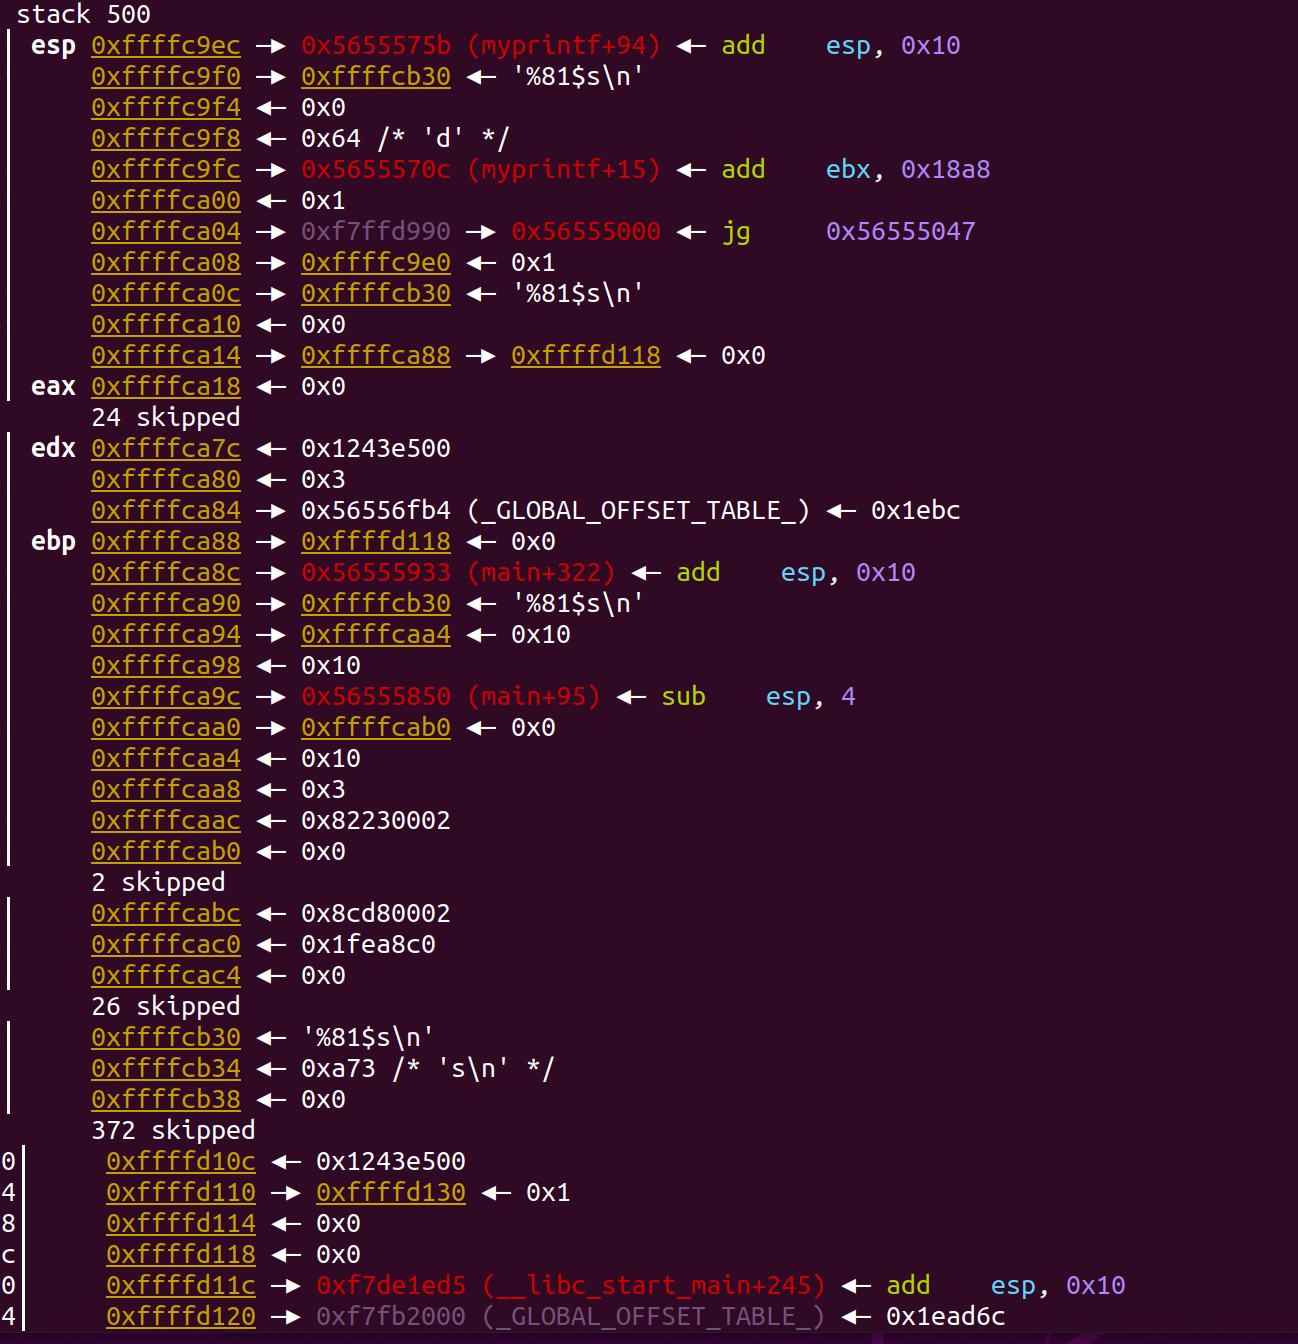 stack 500
esp 0xffffc9ec —▸ 0x5655575b (myprintf+94) ◂— add    esp, 0x10
0xffffc9f0 —▸ 0xffffcb30 ◂— '%81$s\n'
0xffffc9f4 ◂— 0x0
0xffffc9f8 ◂— 0x64 /* 'd' */
0xffffc9fc —▸ 0x5655570c (myprintf+15) ◂— add    ebx, 0x18a8
0xffffca00 ◂— 0x1
0xffffca04 —▸ 0xf7ffd990 —▸ 0x56555000 ◂— jg     0x56555047
0xffffca08 —▸ 0xffffc9e0 ◂— 0x1
0xffffca0c —▸ 0xffffcb30 ◂— '%81$s\n'
0xffffca10 ◂— 0x0
0xffffca14 —▸ 0xffffca88 —▸ 0xffffd118 ◂— 0x0
eax 0xffffca18 ◂— 0x0
24 skipped
edx 0xffffca7c ◂— 0x1243e500
0xffffca80 ◂— 0x3
0xffffca84 —▸ 0x56556fb4 (_GLOBAL_OFFSET_TABLE_) ◂— 0x1ebc
ebp 0xffffca88 —▸ 0xffffd118 ◂— 0x0
0xffffca8c —▸ 0x56555933 (main+322) ◂— add    esp, 0x10
0xffffca90 —▸ 0xffffcb30 ◂— '%81$s\n'
0xffffca94 —▸ 0xffffcaa4 ◂— 0x10
0xffffca98 ◂— 0x10
0xffffca9c —▸ 0x56555850 (main+95) ◂— sub    esp, 4
0xffffcaa0 —▸ 0xffffcab0 ◂— 0x0
0xffffcaa4 ◂— 0x10
0xffffcaa8 ◂— 0x3
0xffffcaac ◂— 0x82230002
0xffffcab0 ◂— 0x0
2 skipped
0xffffcabc ◂— 0x8cd80002
0xffffcac0 ◂— 0x1fea8c0
0xffffcac4 ◂— 0x0
26 skipped
0xffffcb30 ◂— '%81$s\n'
0xffffcb34 ◂— 0xa73 /* 's\n' */
0xffffcb38 ◂— 0x0
372 skipped
0 0xffffd10c ◂— 0x1243e500
4 0xffffd110 —▸ 0xffffd130 ◂— 0x1
8 0xffffd114 ◂— 0x0
c 0xffffd118 ◂— 0x0
0 0xffffd11c —▸ 0xf7de1ed5 (__libc_start_main+245) ◂— add    esp, 0x10
4 0xffffd120 —▸ 0xf7fb2000 (_GLOBAL_OFFSET_TABLE_) ◂— 0x1ead6c